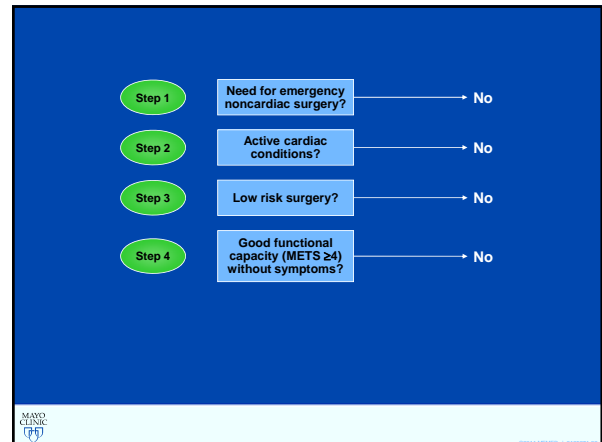 Step 1
Need for emergency
noncardiac surgery?
No
Step 2
Active cardiac
conditions?
No
Step 3
Low risk surgery?
No
Step 4
Good functional
capacity (METS ≥4)
without symptoms?
No
MAYO
CLINIC